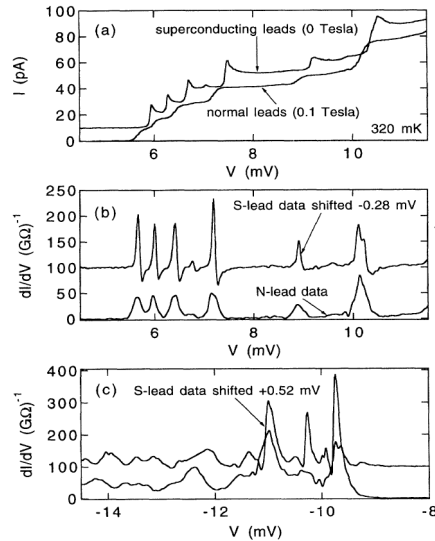 (a)
superconducting leads (0 Tesla)
normal leads (0.1 Tesla)
320 mK
I (pA)
100
80
60
40
20
0
6
8
10
V (mV)
(b)
S-lead data shifted -0.28 mV
N-lead data
dI/dV (GΩ)⁻¹
250
200
150
100
50
0
6
8
10
V (mV)
(c)
S-lead data shifted +0.52 mV
dI/dV (GΩ)⁻¹
400
300
200
100
0
-14
-12
-10
-8
V (mV)